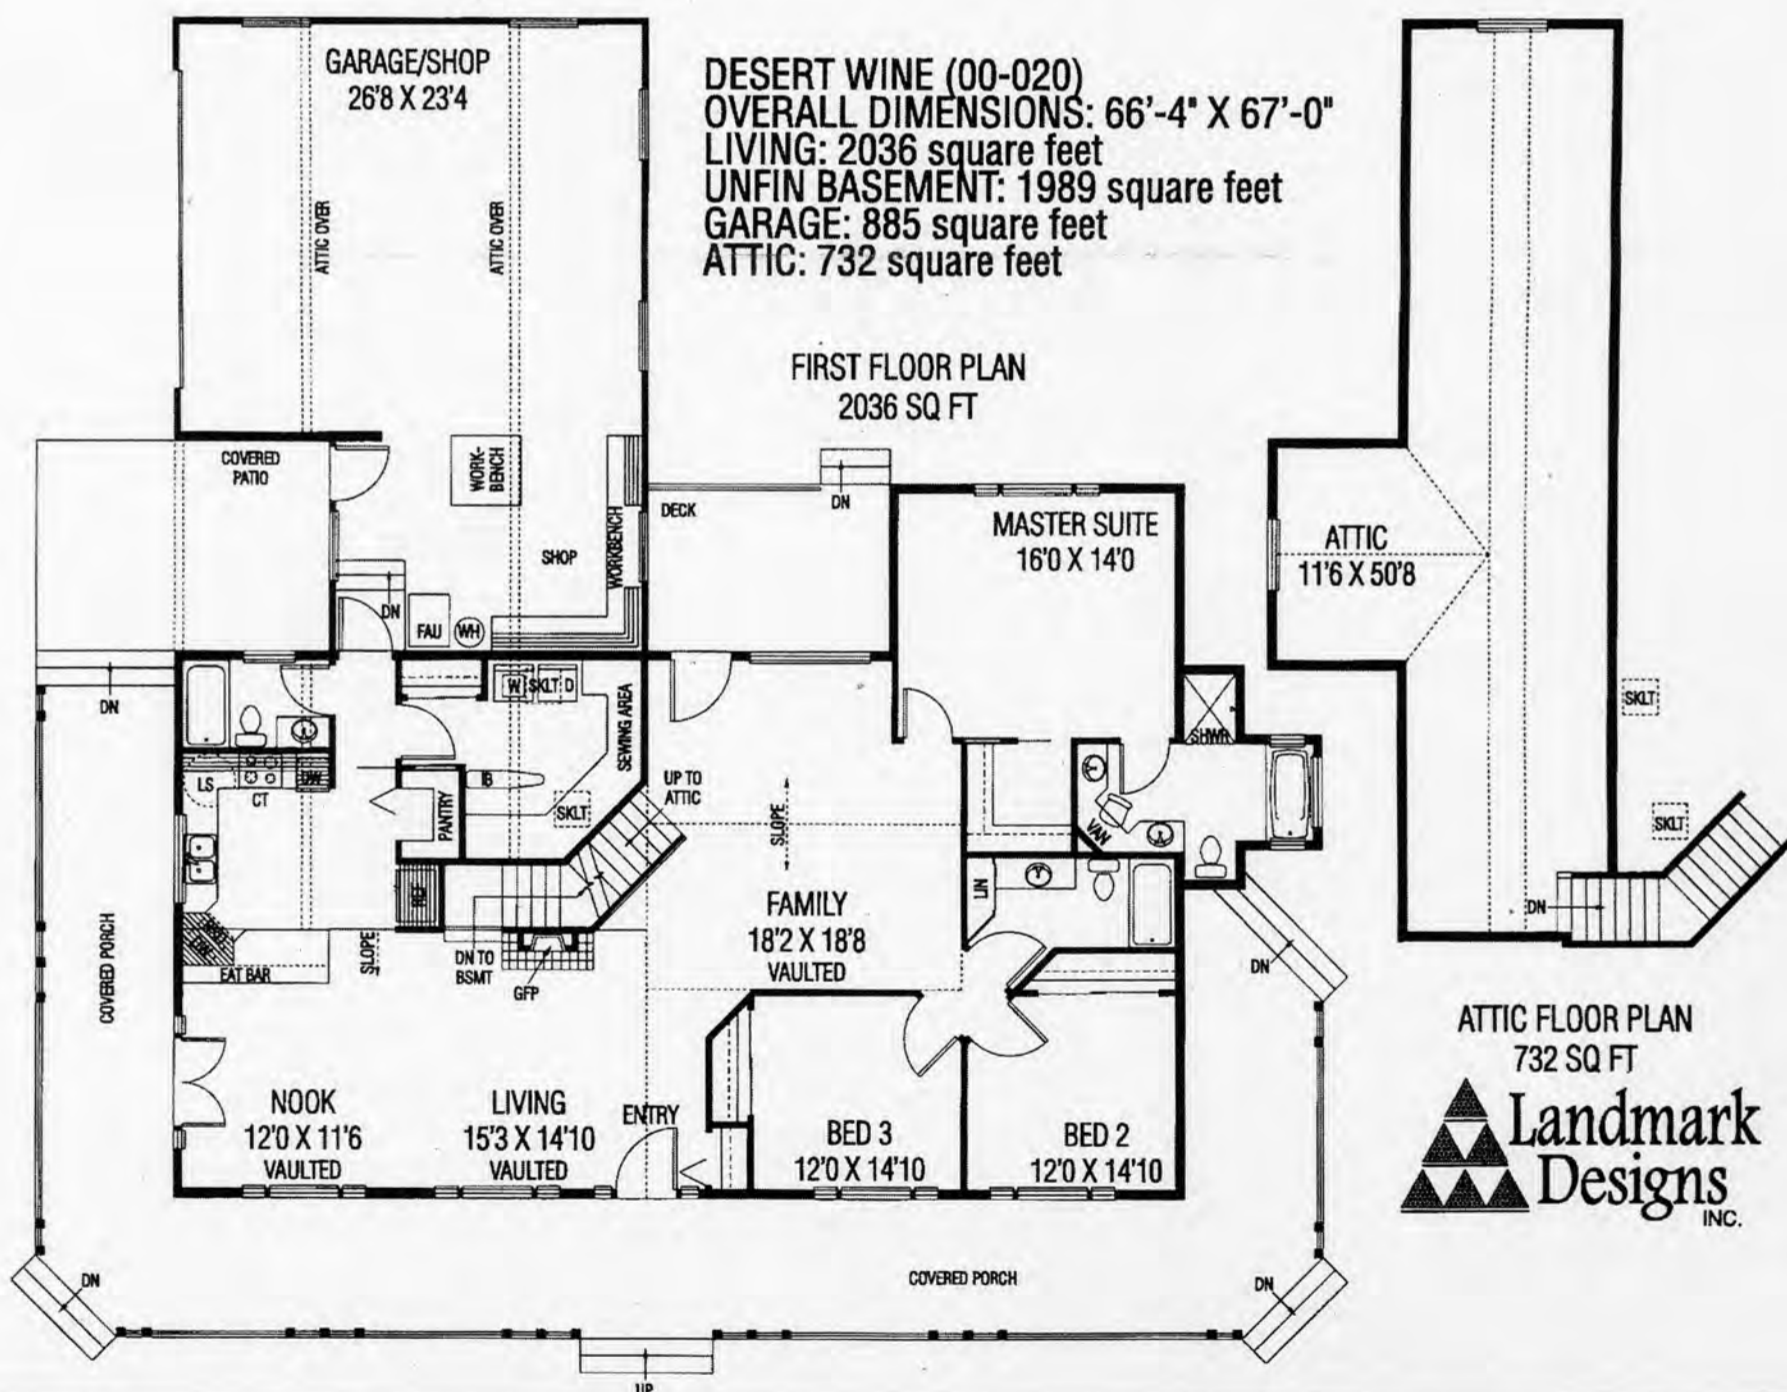 GARAGE/SHOP
26'8 X 23'4
DESERT WINE (00-020)
OVERALL DIMENSIONS: 66'-4" X 67'-0"
LIVING: 2036 square feet
UNFIN BASEMENT: 1989 square feet
GARAGE: 885 square feet
ATTIC: 732 square feet
ATTIC OVER
ATTIC OVER
FIRST FLOOR PLAN
2036 SQ FT
COVERED
PATIO
WORK-
BENCH
WORKBENCH
SHOP
DECK
DN
MASTER SUITE
16'0 X 14'0
ATTIC
11'6 X 50'8
DN
FAU
WH
DN
W
SKLT
D
SEWING AREA
SHWR
SKLT
LS
CT
DW
IB
PANTRY
SKLT
UP TO
ATTIC
SLOPE
VAN
SKLT
REF
LIN
DN
FAMILY
18'2 X 18'8
VAULTED
COVERED PORCH
EAT BAR
SLOPE
DN TO
BSMT
GFP
DN
ATTIC FLOOR PLAN
732 SQ FT
NOOK
12'0 X 11'6
VAULTED
LIVING
15'3 X 14'10
VAULTED
ENTRY
BED 3
12'0 X 14'10
BED 2
12'0 X 14'10
Landmark
Designs
INC.
DN
COVERED PORCH
DN
UP